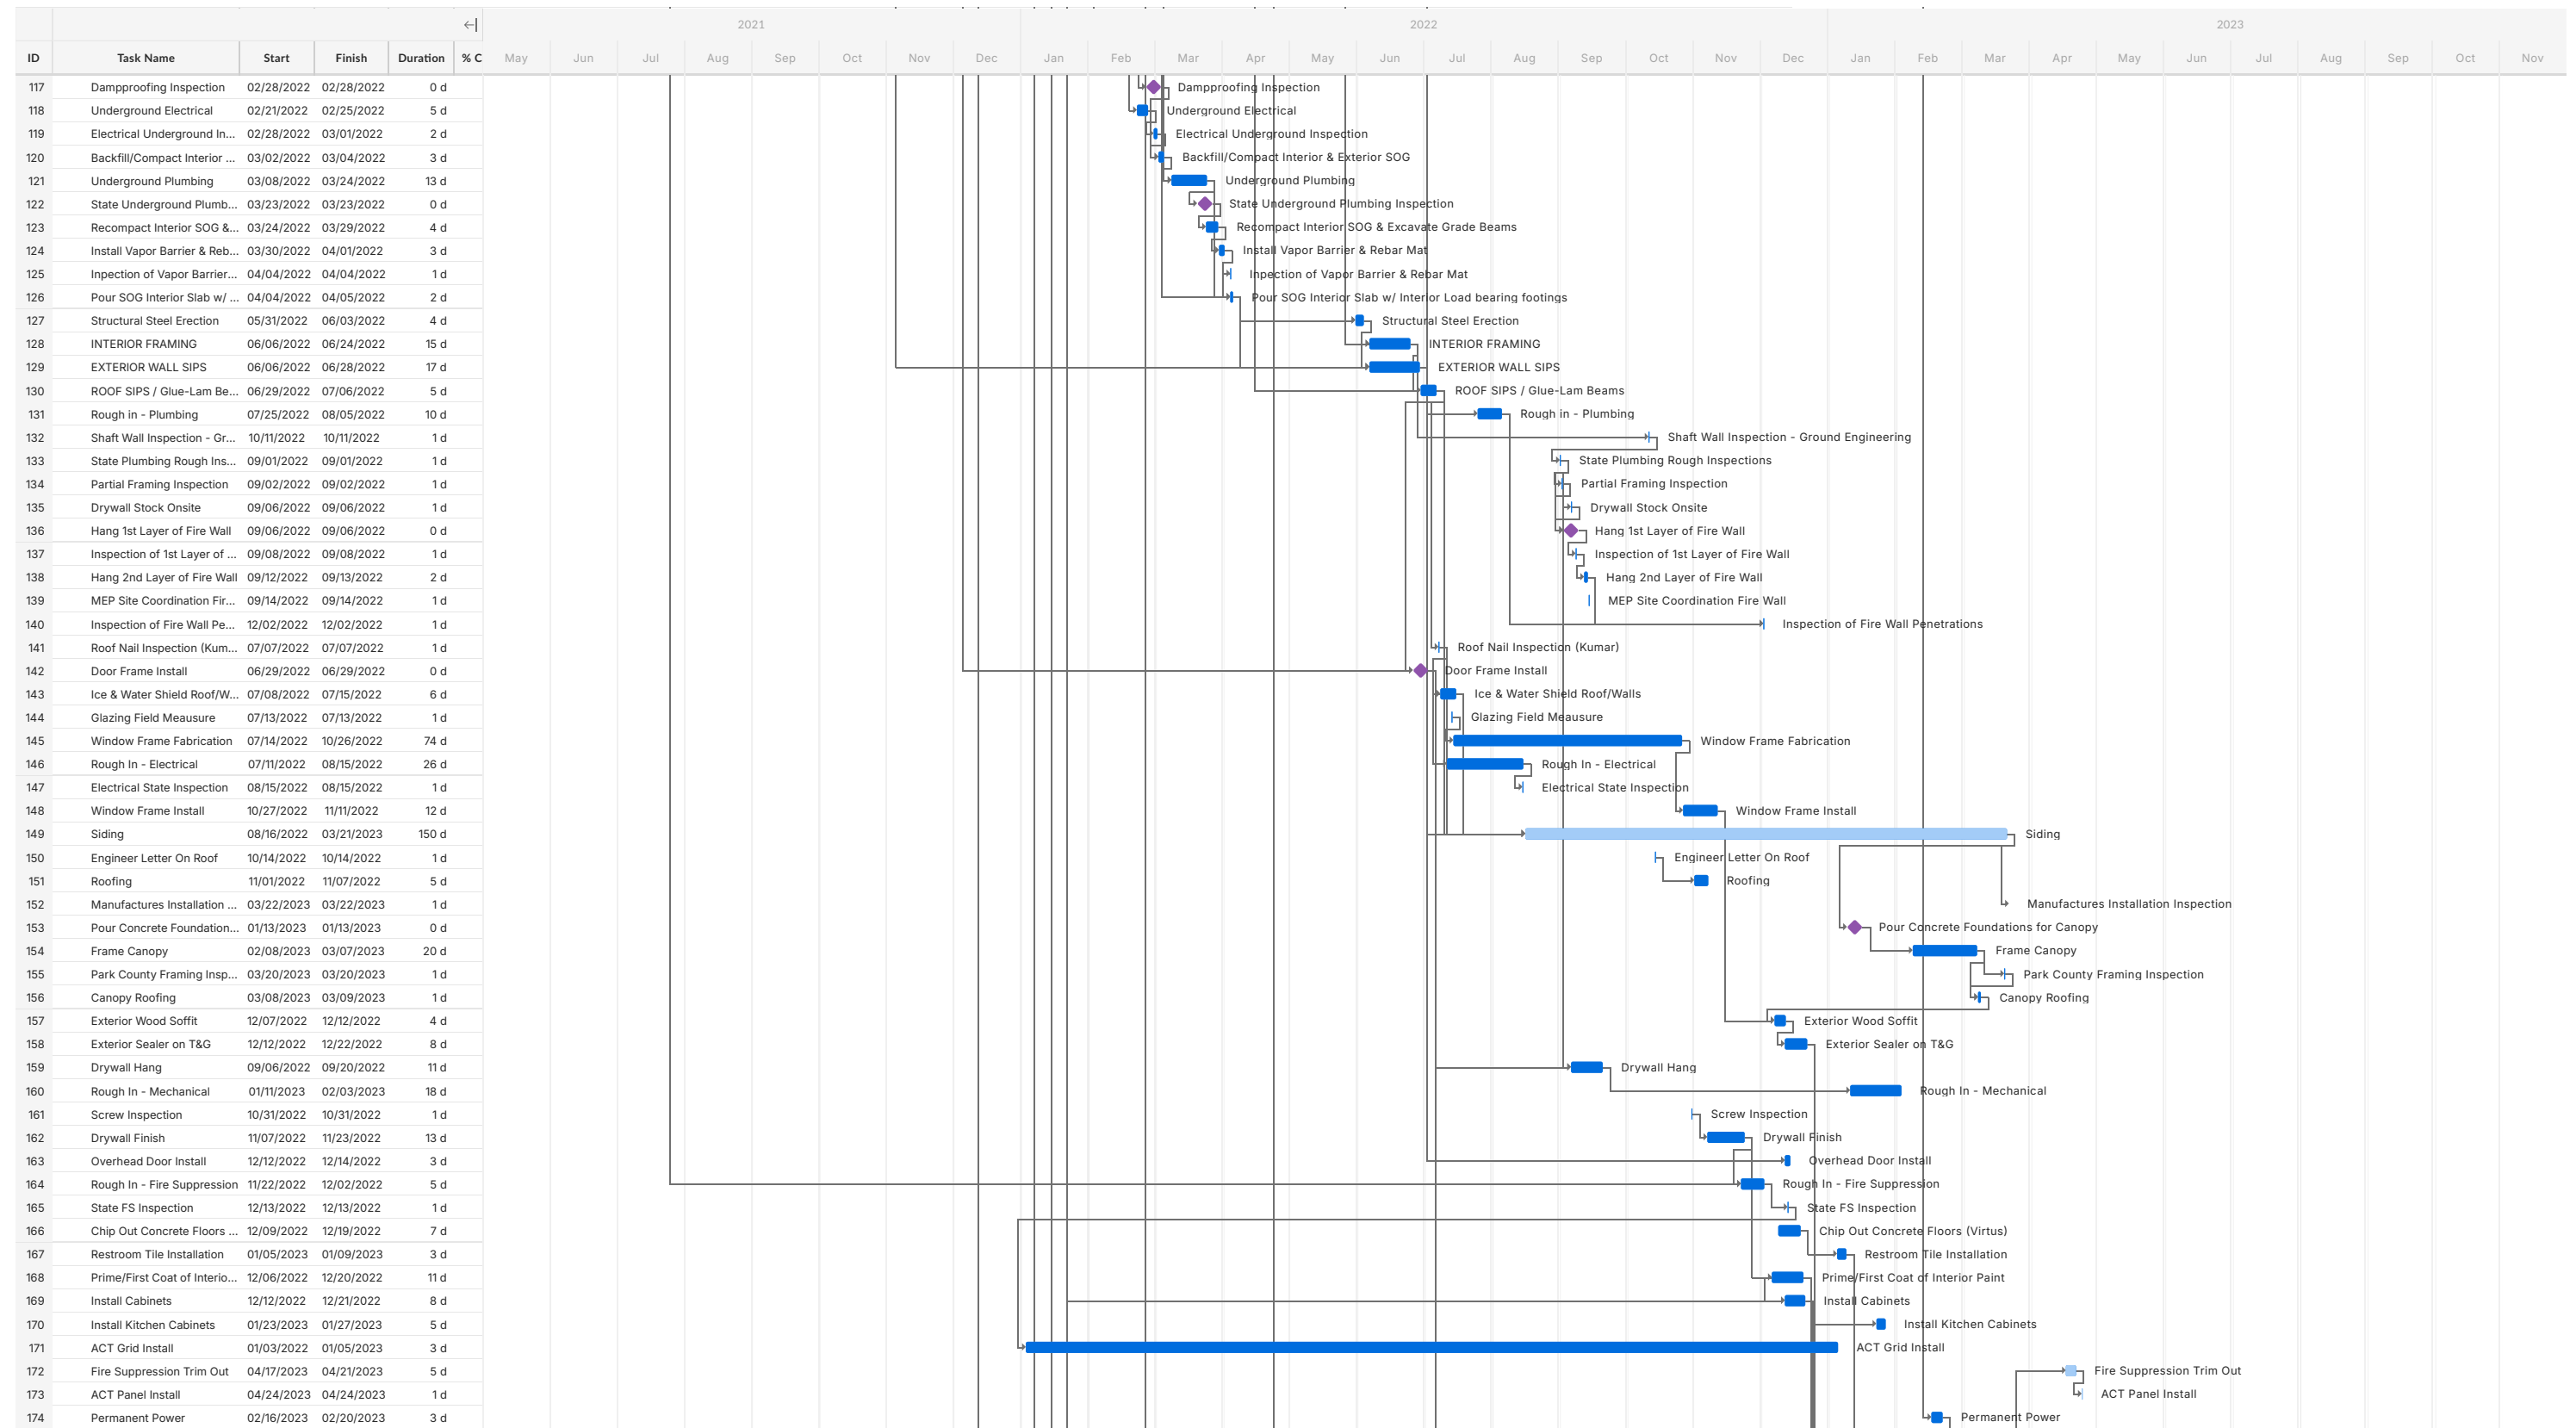 2021 2022 2023
ID Task Name Start Finish Duration % C May Jun Jul Aug Sep Oct Nov Dec Jan Feb Mar Apr May Jun Jul Aug Sep Oct Nov Dec Jan Feb Mar Apr May Jun Jul Aug Sep Oct Nov
117 Dampproofing Inspection 02/28/2022 02/28/2022 0 d Dampproofing Inspection
118 Underground Electrical 02/21/2022 02/25/2022 5 d Underground Electrical
119 Electrical Underground In... 02/28/2022 03/01/2022 2 d Electrical Underground Inspection
120 Backfill/Compact Interior ... 03/02/2022 03/04/2022 3 d Backfill/Compact Interior & Exterior SOG
121 Underground Plumbing 03/08/2022 03/24/2022 13 d Underground Plumbing
122 State Underground Plumb... 03/23/2022 03/23/2022 0 d State Underground Plumbing Inspection
123 Recompact Interior SOG &... 03/24/2022 03/29/2022 4 d Recompact Interior SOG & Excavate Grade Beams
124 Install Vapor Barrier & Reb... 03/30/2022 04/01/2022 3 d Install Vapor Barrier & Rebar Mat
125 Inpection of Vapor Barrier... 04/04/2022 04/04/2022 1 d Inpection of Vapor Barrier & Rebar Mat
126 Pour SOG Interior Slab w/ ... 04/04/2022 04/05/2022 2 d Pour SOG Interior Slab w/ Interior Load bearing footings
127 Structural Steel Erection 05/31/2022 06/03/2022 4 d Structural Steel Erection
128 INTERIOR FRAMING 06/06/2022 06/24/2022 15 d INTERIOR FRAMING
129 EXTERIOR WALL SIPS 06/06/2022 06/28/2022 17 d EXTERIOR WALL SIPS
130 ROOF SIPS / Glue-Lam Be... 06/29/2022 07/06/2022 5 d ROOF SIPS / Glue-Lam Beams
131 Rough in - Plumbing 07/25/2022 08/05/2022 10 d Rough in - Plumbing
132 Shaft Wall Inspection - Gr... 10/11/2022 10/11/2022 1 d Shaft Wall Inspection - Ground Engineering
133 State Plumbing Rough Ins... 09/01/2022 09/01/2022 1 d State Plumbing Rough Inspections
134 Partial Framing Inspection 09/02/2022 09/02/2022 1 d Partial Framing Inspection
135 Drywall Stock Onsite 09/06/2022 09/06/2022 1 d Drywall Stock Onsite
136 Hang 1st Layer of Fire Wall 09/06/2022 09/06/2022 0 d Hang 1st Layer of Fire Wall
137 Inspection of 1st Layer of ... 09/08/2022 09/08/2022 1 d Inspection of 1st Layer of Fire Wall
138 Hang 2nd Layer of Fire Wall 09/12/2022 09/13/2022 2 d Hang 2nd Layer of Fire Wall
139 MEP Site Coordination Fir... 09/14/2022 09/14/2022 1 d MEP Site Coordination Fire Wall
140 Inspection of Fire Wall Pe... 12/02/2022 12/02/2022 1 d Inspection of Fire Wall Penetrations
141 Roof Nail Inspection (Kum... 07/07/2022 07/07/2022 1 d Roof Nail Inspection (Kumar)
142 Door Frame Install 06/29/2022 06/29/2022 0 d Door Frame Install
143 Ice & Water Shield Roof/W... 07/08/2022 07/15/2022 6 d Ice & Water Shield Roof/Walls
144 Glazing Field Meausure 07/13/2022 07/13/2022 1 d Glazing Field Meausure
145 Window Frame Fabrication 07/14/2022 10/26/2022 74 d Window Frame Fabrication
146 Rough In - Electrical 07/11/2022 08/15/2022 26 d Rough In - Electrical
147 Electrical State Inspection 08/15/2022 08/15/2022 1 d Electrical State Inspection
148 Window Frame Install 10/27/2022 11/11/2022 12 d Window Frame Install
149 Siding 08/16/2022 03/21/2023 150 d Siding
150 Engineer Letter On Roof 10/14/2022 10/14/2022 1 d Engineer Letter On Roof
151 Roofing 11/01/2022 11/07/2022 5 d Roofing
152 Manufactures Installation ... 03/22/2023 03/22/2023 1 d Manufactures Installation Inspection
153 Pour Concrete Foundation... 01/13/2023 01/13/2023 0 d Pour Concrete Foundations for Canopy
154 Frame Canopy 02/08/2023 03/07/2023 20 d Frame Canopy
155 Park County Framing Insp... 03/20/2023 03/20/2023 1 d Park County Framing Inspection
156 Canopy Roofing 03/08/2023 03/09/2023 1 d Canopy Roofing
157 Exterior Wood Soffit 12/07/2022 12/12/2022 4 d Exterior Wood Soffit
158 Exterior Sealer on T&G 12/12/2022 12/22/2022 8 d Exterior Sealer on T&G
159 Drywall Hang 09/06/2022 09/20/2022 11 d Drywall Hang
160 Rough In - Mechanical 01/11/2023 02/03/2023 18 d Rough In - Mechanical
161 Screw Inspection 10/31/2022 10/31/2022 1 d Screw Inspection
162 Drywall Finish 11/07/2022 11/23/2022 13 d Drywall Finish
163 Overhead Door Install 12/12/2022 12/14/2022 3 d Overhead Door Install
164 Rough In - Fire Suppression 11/22/2022 12/02/2022 5 d Rough In - Fire Suppression
165 State FS Inspection 12/13/2022 12/13/2022 1 d State FS Inspection
166 Chip Out Concrete Floors ... 12/09/2022 12/19/2022 7 d Chip Out Concrete Floors (Virtus)
167 Restroom Tile Installation 01/05/2023 01/09/2023 3 d Restroom Tile Installation
168 Prime/First Coat of Interio... 12/06/2022 12/20/2022 11 d Prime/First Coat of Interior Paint
169 Install Cabinets 12/12/2022 12/21/2022 8 d Install Cabinets
170 Install Kitchen Cabinets 01/23/2023 01/27/2023 5 d Install Kitchen Cabinets
171 ACT Grid Install 01/03/2022 01/05/2023 3 d ACT Grid Install
172 Fire Suppression Trim Out 04/17/2023 04/21/2023 5 d Fire Suppression Trim Out
173 ACT Panel Install 04/24/2023 04/24/2023 1 d ACT Panel Install
174 Permanent Power 02/16/2023 02/20/2023 3 d Permanent Power